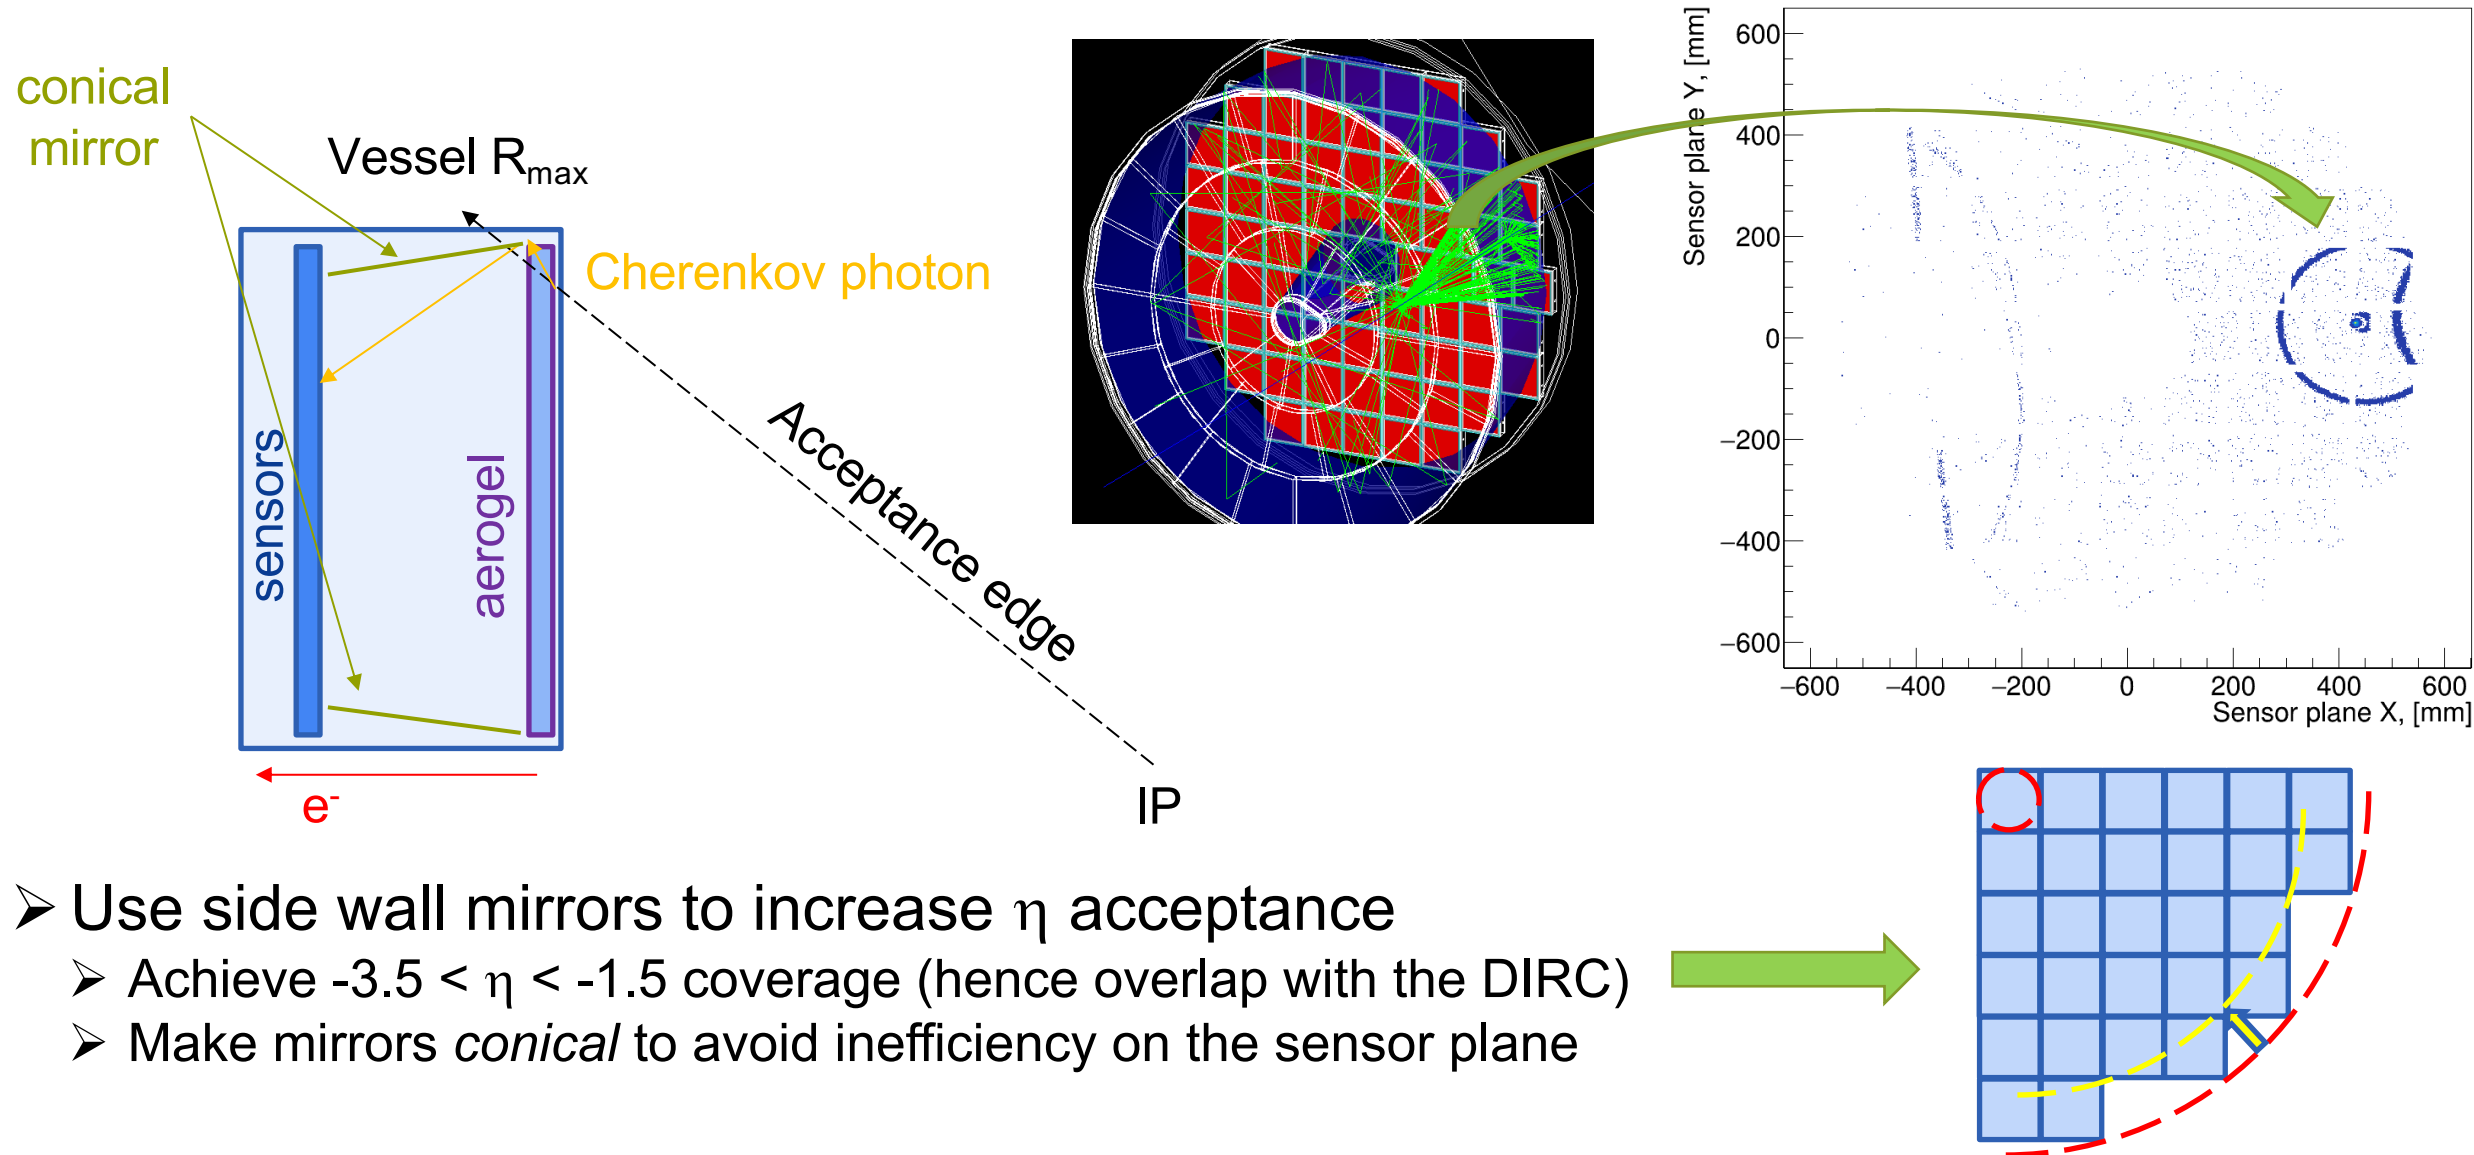 conical
mirror
Vessel Rmax
Cherenkov photon
sensors
aerogel
Acceptance edge
e-
IP
Sensor plane Y, [mm]
600
400
200
0
−200
−400
−600
−600 −400 −200 0 200 400 600
Sensor plane X, [mm]
➢ Use side wall mirrors to increase η acceptance
➢ Achieve -3.5 < η < -1.5 coverage (hence overlap with the DIRC)
➢ Make mirrors conical to avoid inefficiency on the sensor plane